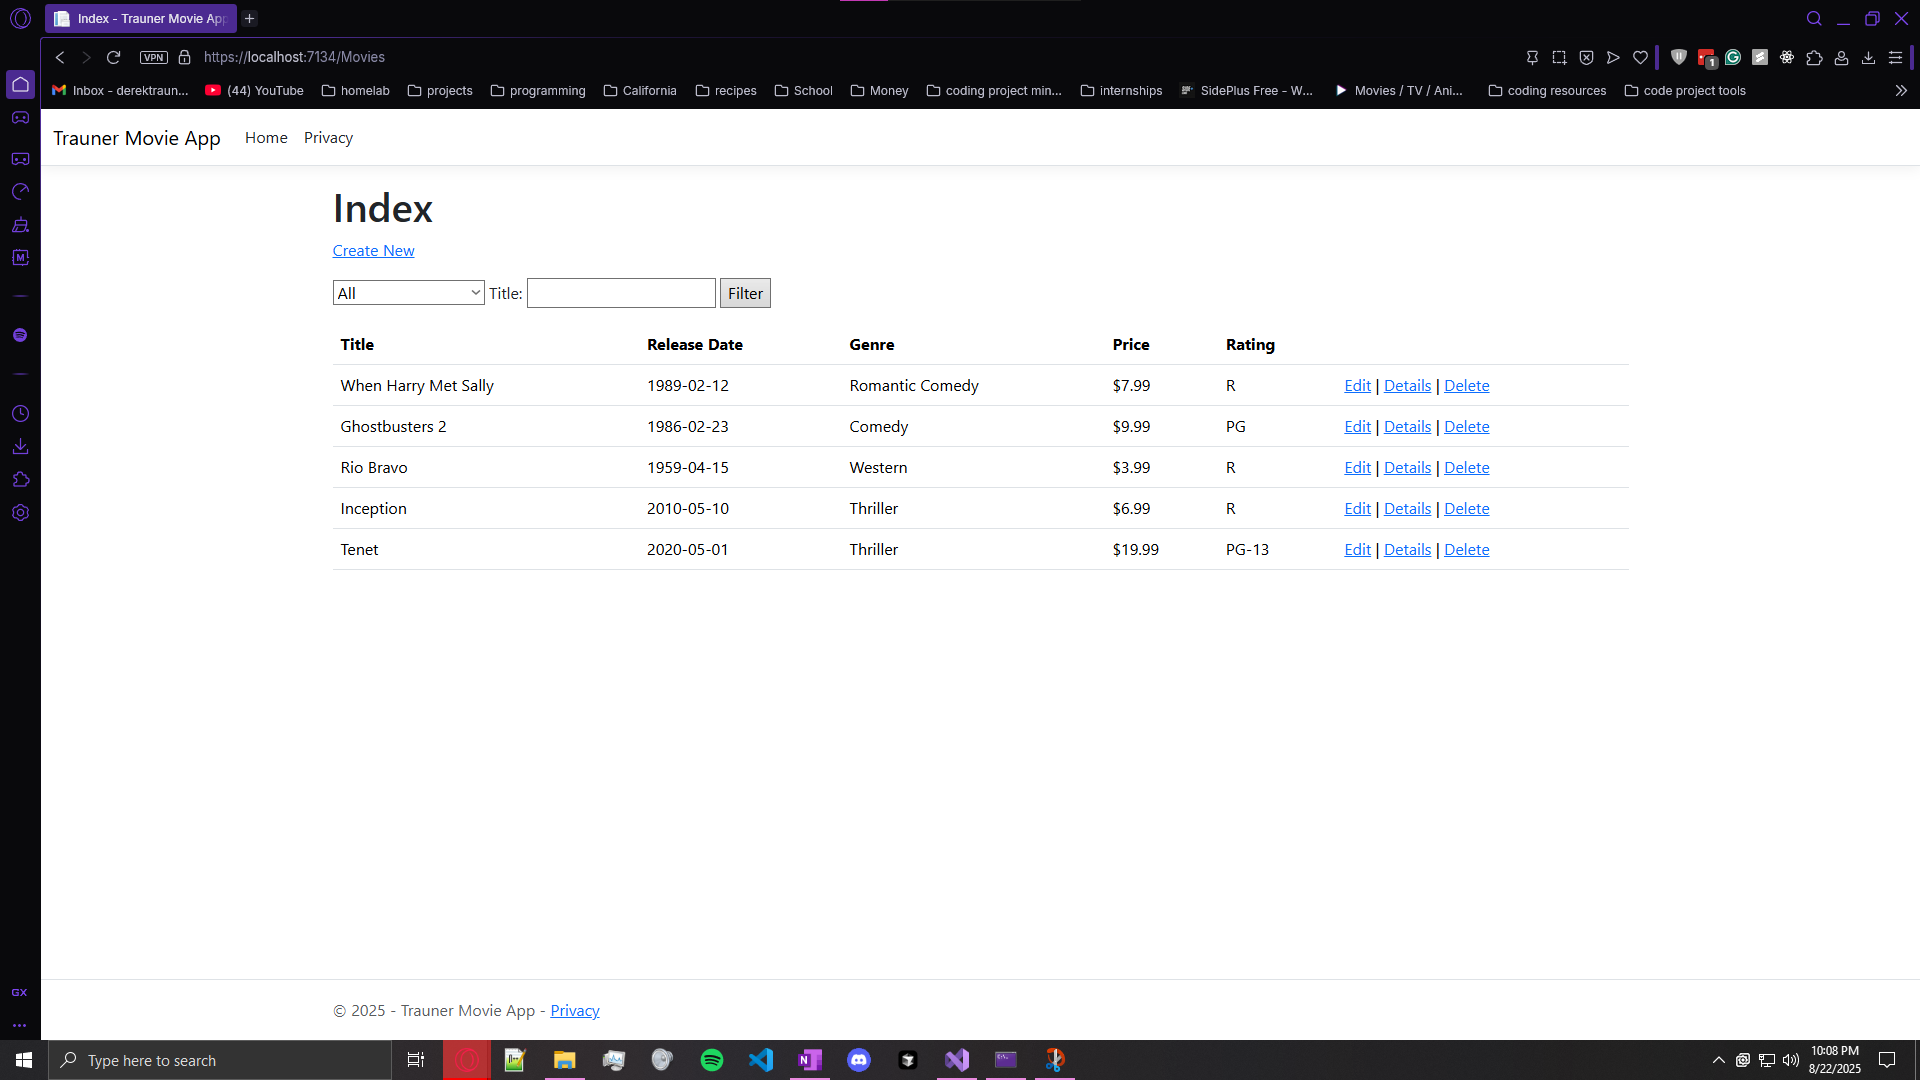 Index - Trauner Movie App
VPN https://localhost:7134/Movies 1
Inbox - derektraun... (44) YouTube homelab projects programming California recipes School Money coding project min... internships SidePlus Free - W... Movies / TV / Ani... coding resources code project tools
Trauner Movie App Home Privacy
Index
Create New
All Title: Filter
Title Release Date Genre Price Rating
When Harry Met Sally 1989-02-12 Romantic Comedy $7.99 R Edit | Details | Delete
Ghostbusters 2 1986-02-23 Comedy $9.99 PG Edit | Details | Delete
Rio Bravo 1959-04-15 Western $3.99 R Edit | Details | Delete
Inception 2010-05-10 Thriller $6.99 R Edit | Details | Delete
Tenet 2020-05-01 Thriller $19.99 PG-13 Edit | Details | Delete
GX
© 2025 - Trauner Movie App - Privacy
Type here to search
10:08 PM
8/22/2025